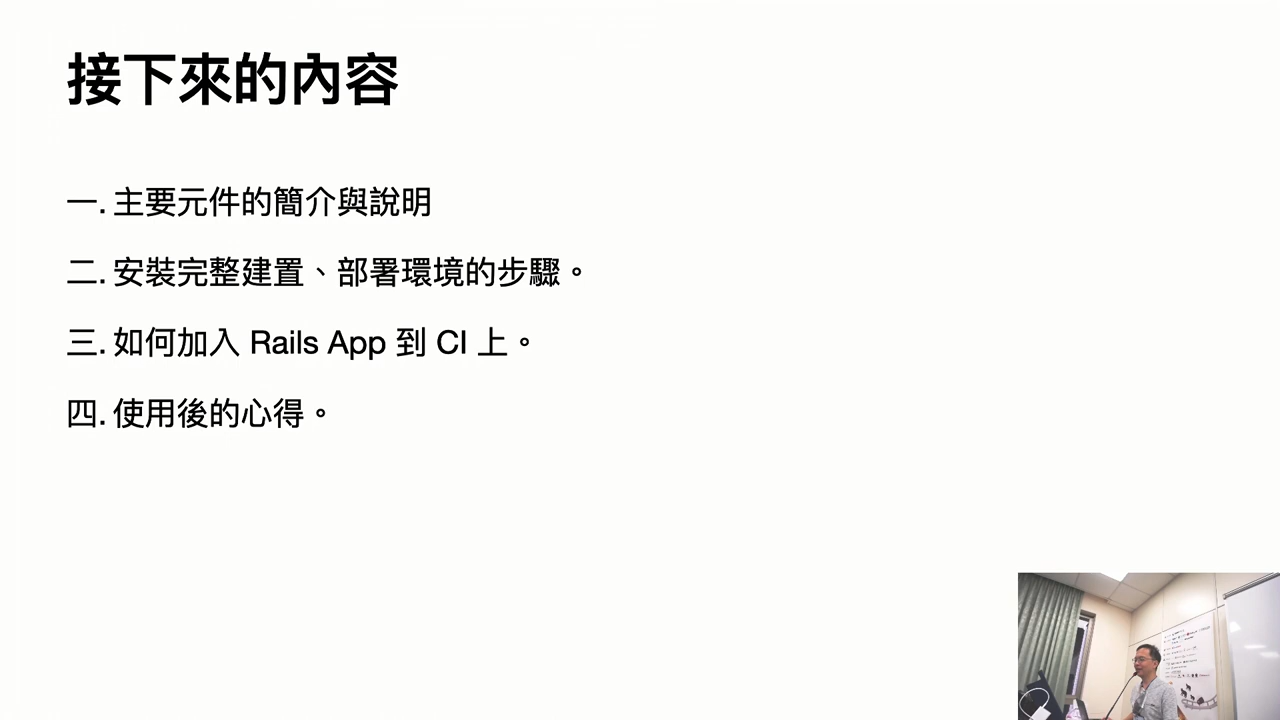 接下來的內容
一. 主要元件的簡介與說明
二. 安裝完整建置、部署環境的步驟。
三. 如何加入 Rails App 到 CI 上。
四. 使用後的心得。